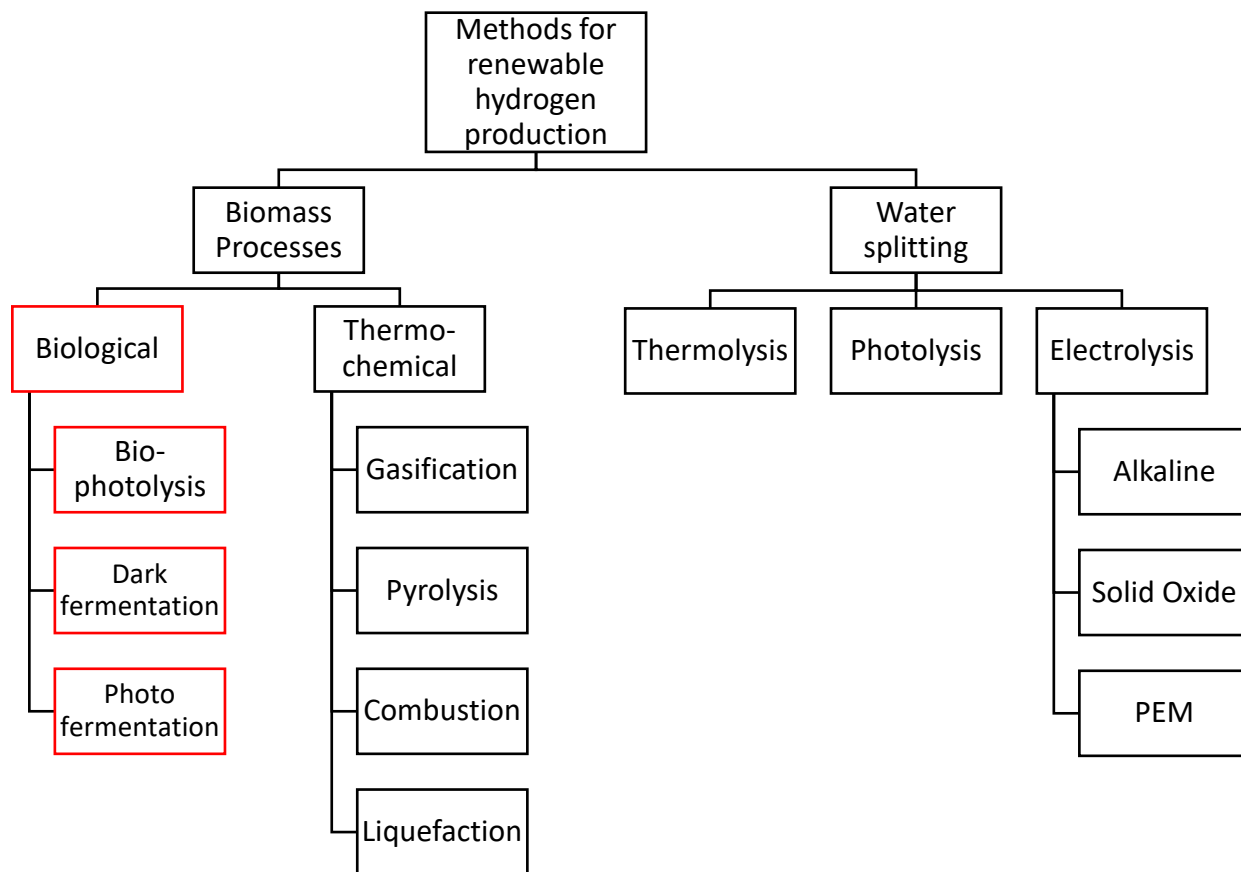 Methods for
renewable
hydrogen
production
Biomass
Processes
Water
splitting
Biological
Thermo-
chemical
Thermolysis
Photolysis
Electrolysis
Bio-
photolysis
Dark
fermentation
Photo
fermentation
Gasification
Pyrolysis
Combustion
Liquefaction
Alkaline
Solid Oxide
PEM